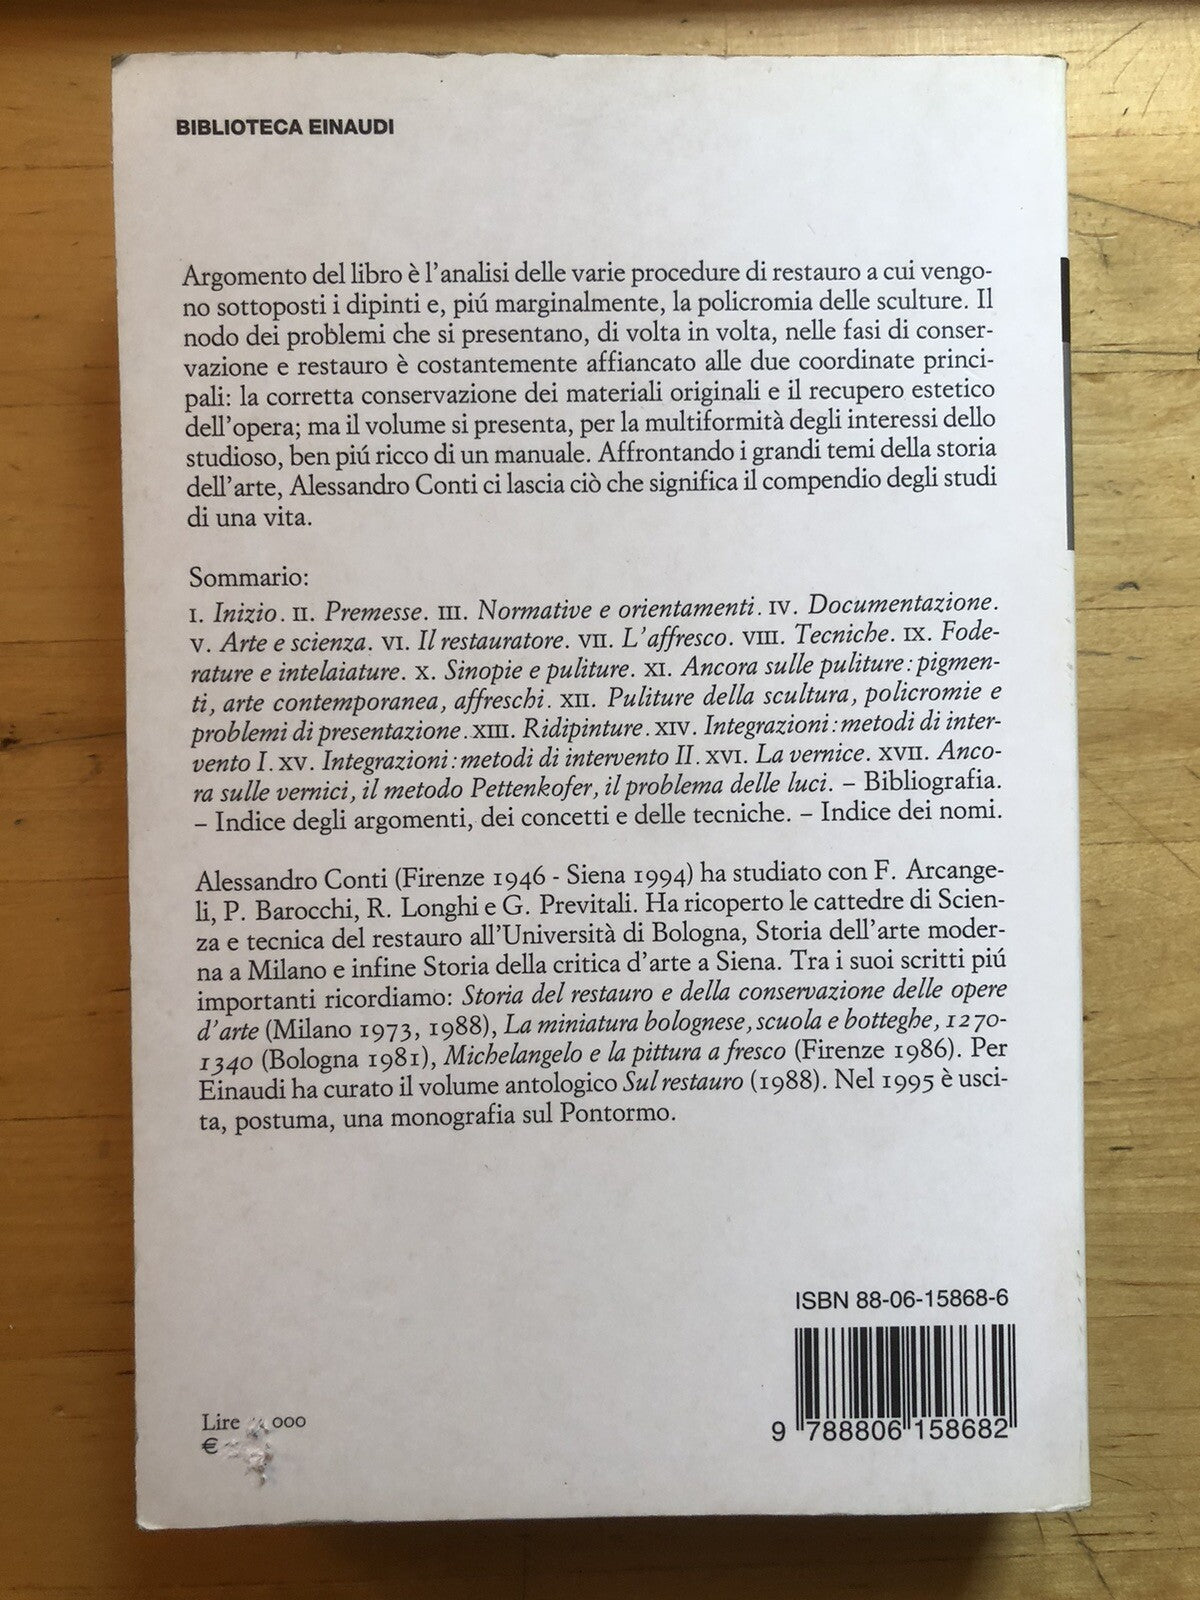 BIBLIOTECA EINAUDI
Argomento del libro è l'analisi delle varie procedure di restauro a cui vengo-
no sottoposti i dipinti e, piú marginalmente, la policromia delle sculture. Il
nodo dei problemi che si presentano, di volta in volta, nelle fasi di conser-
vazione e restauro è costantemente affiancato alle due coordinate princi-
pali: la corretta conservazione dei materiali originali e il recupero estetico
dell'opera; ma il volume si presenta, per la multiformità degli interessi dello
studioso, ben piú ricco di un manuale. Affrontando i grandi temi della storia
dell'arte, Alessandro Conti ci lascia ciò che significa il compendio degli studi
di una vita.
Sommario:
I. Inizio. II. Premesse. III. Normative e orientamenti. IV. Documentazione.
V. Arte e scienza. VI. Il restauratore. VII. L'affresco. VIII. Tecniche. IX. Fode-
rature e intelaiature. X. Sinopie e puliture. XI. Ancora sulle puliture: pigmen-
ti, arte contemporanea, affreschi. XII. Puliture della scultura, policromie e
problemi di presentazione. XIII. Ridipinture. XIV. Integrazioni: metodi di inter-
vento I. XV. Integrazioni: metodi di intervento II. XVI. La vernice. XVII. Anco-
ra sulle vernici, il metodo Pettenkofer, il problema delle luci. – Bibliografia.
– Indice degli argomenti, dei concetti e delle tecniche. – Indice dei nomi.
Alessandro Conti (Firenze 1946 - Siena 1994) ha studiato con F. Arcange-
li, P. Barocchi, R. Longhi e G. Previtali. Ha ricoperto le cattedre di Scien-
za e tecnica del restauro all'Università di Bologna, Storia dell'arte moder-
na a Milano e infine Storia della critica d'arte a Siena. Tra i suoi scritti piú
importanti ricordiamo: Storia del restauro e della conservazione delle opere
d'arte (Milano 1973, 1988), La miniatura bolognese, scuola e botteghe, 1270-
1340 (Bologna 1981), Michelangelo e la pittura a fresco (Firenze 1986). Per
Einaudi ha curato il volume antologico Sul restauro (1988). Nel 1995 è usci-
ta, postuma, una monografia sul Pontormo.
ISBN 88-06-15868-6
9 788806 158682
Lire 000
€